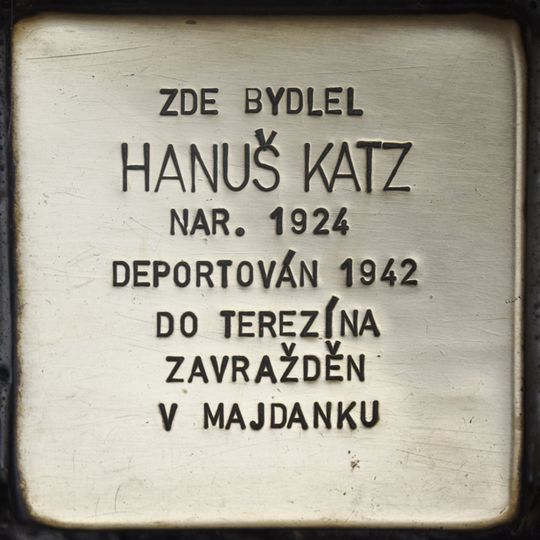 ZDE BYDLEL
HANUŠ KATZ
NAR. 1924
DEPORTOVÁN 1942
DO TEREZÍNA
ZAVRAŽDĚN
V MAJDANKU